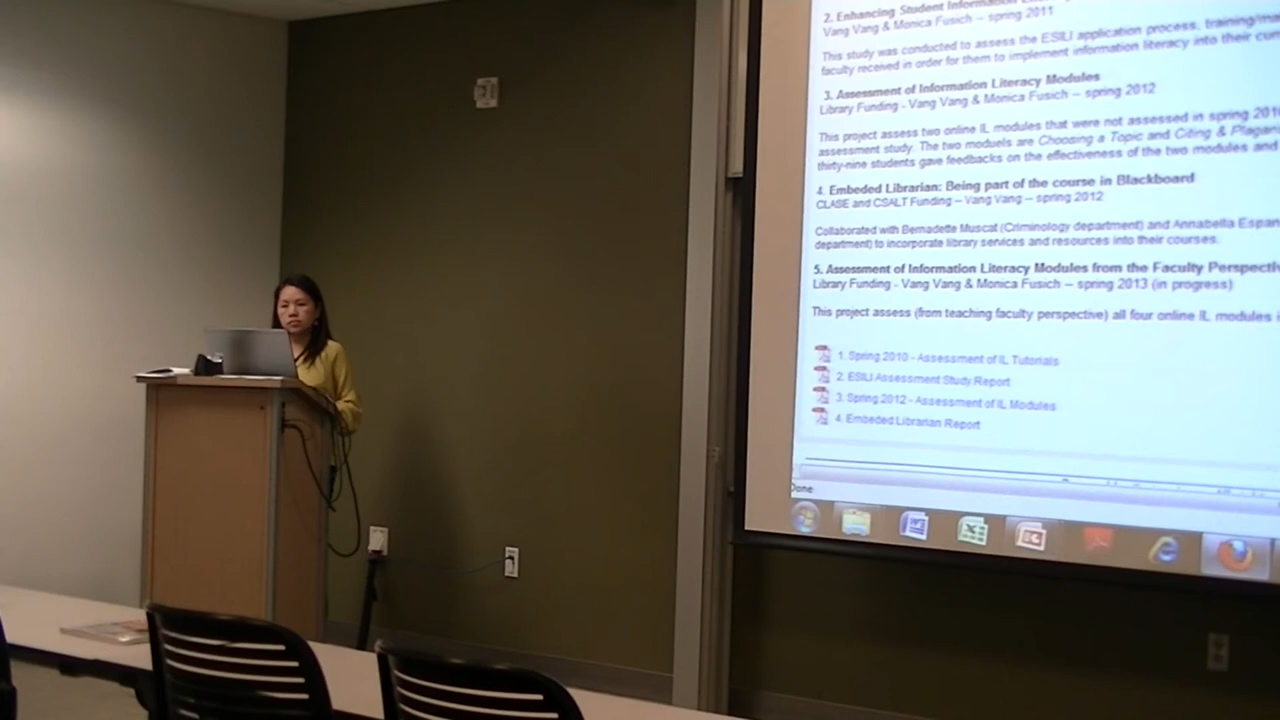 2. Enhancing Student Information
Vang Vang & Monica Fusich -- spring 2011
This study was conducted to assess the ESILI application process,
faculty received in order for them to implement information literacy into their
3. Assessment of Information Literacy Modules
Library Funding - Vang Vang & Monica Fusich -- spring 2012
This project assess two online IL modules that were not assessed in spring
assessment study. The two moduels are Choosing a Topic and Citing &
thirty-nine students gave feedbacks on the effectiveness of the two modules and
4. Embeded Librarian: Being part of the course in Blackboard
CLASE and CSALT Funding -- Vang Vang -- spring 2012
Collaborated with Bernadette Muscat (Criminology department) and Annabella
department) to incorporate library services and resources into their courses.
5. Assessment of Information Literacy Modules from the Faculty
Library Funding - Vang Vang & Monica Fusich -- spring 2013 (in progress)
This project assess (from teaching faculty perspective) all four online IL modules
1. Spring 2010 - Assessment of IL Tutorials
2. ESILI Assessment Study Report
3. Spring 2012 - Assessment of IL Modules
4. Embeded Librarian Report
Done